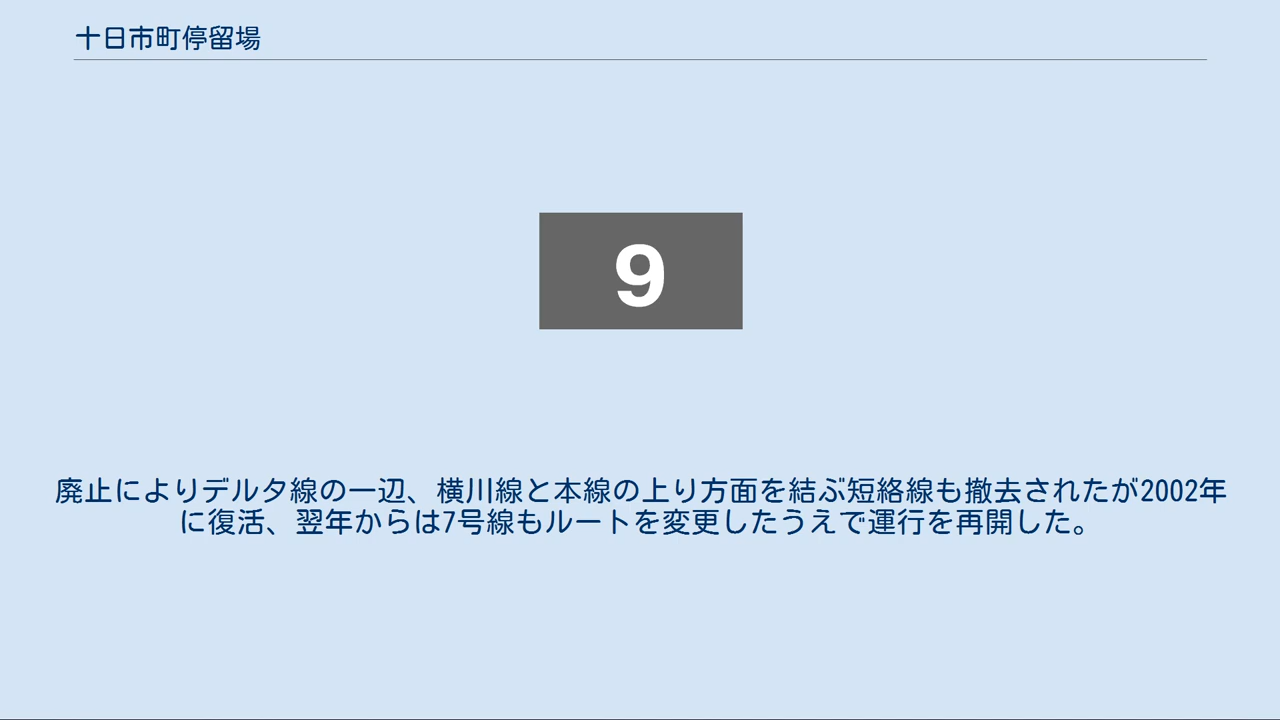 十日市町停留場
9
廃止によりデルタ線の一辺、横川線と本線の上り方面を結ぶ短絡線も撤去されたが2002年
に復活、翌年からは7号線もルートを変更したうえで運行を再開した。